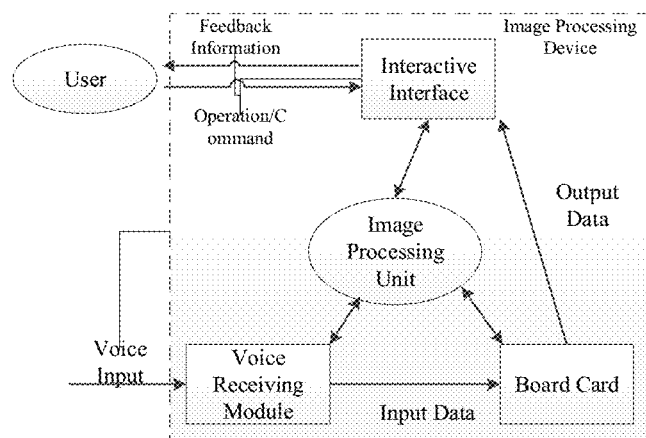 Feedback
Information
Image Processing
Device
User
Interactive
Interface
Operation/C
ommand
Output
Data
Image
Processing
Unit
Voice
Input
Voice
Receiving
Module
Input Data
Board Card